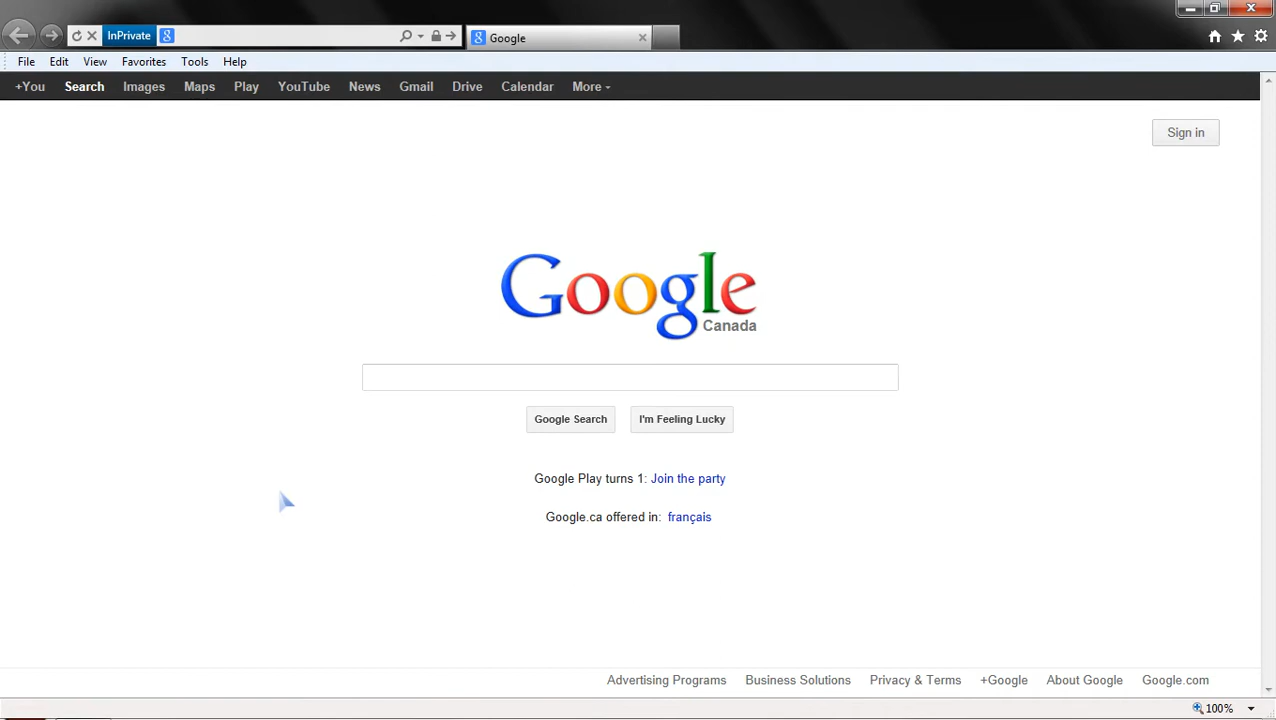 InPrivate
Google
File Edit View Favorites Tools Help
+You Search Images Maps Play YouTube News Gmail Drive Calendar More
Sign in
Google
Canada
Google Search I'm Feeling Lucky
Google Play turns 1: Join the party
Google.ca offered in: français
Advertising Programs Business Solutions Privacy & Terms +Google About Google Google.com
100%